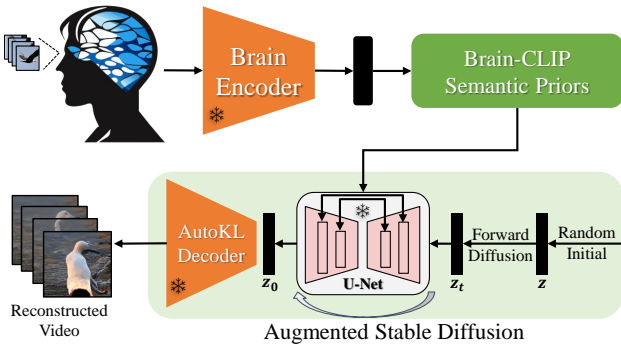 Brain
Encoder
Brain-CLIP
Semantic Priors
AutoKL
Decoder
z0
U-Net
zt
Forward
Diffusion
z
Random
Initial
Reconstructed
Video
Augmented Stable Diffusion